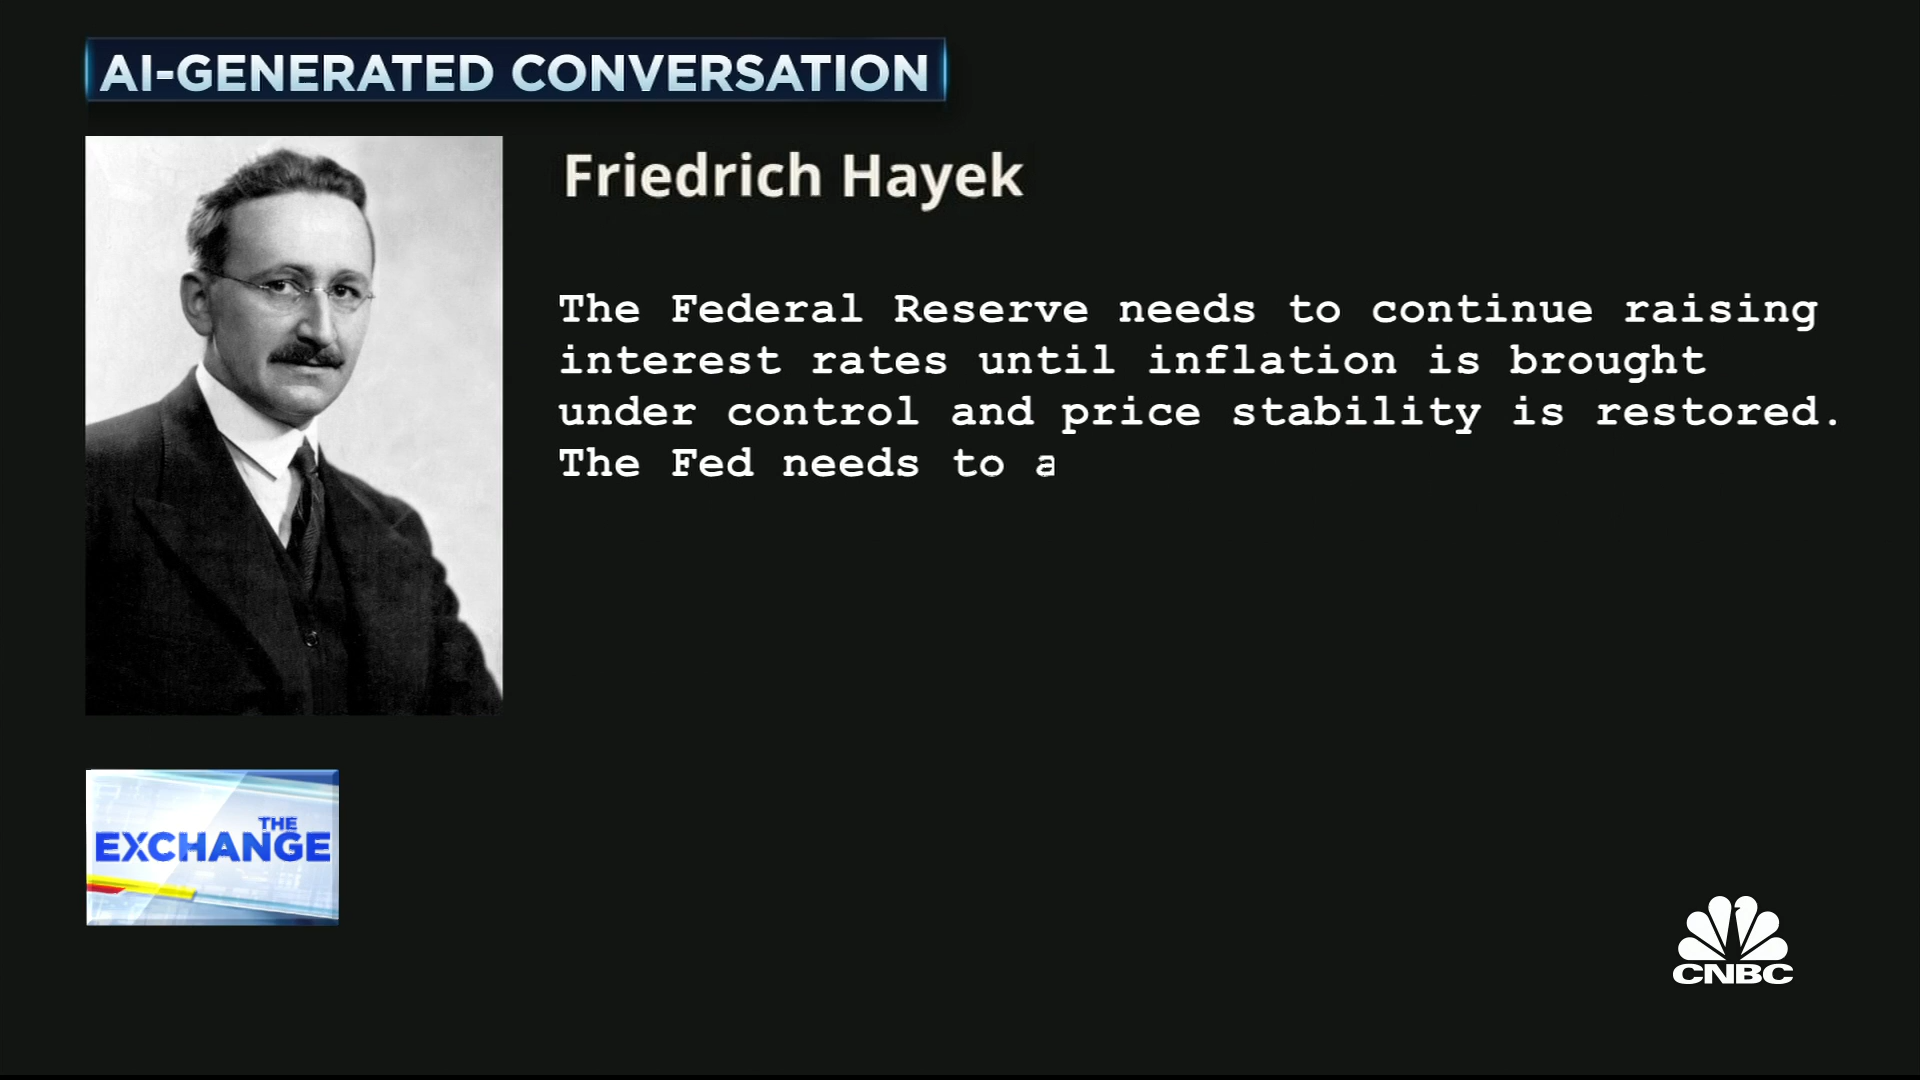 AI-GENERATED CONVERSATION
Friedrich Hayek
The Federal Reserve needs to continue raising
interest rates until inflation is brought
under control and price stability is restored.
The Fed needs to a
THE
EXCHANGE
CNBC